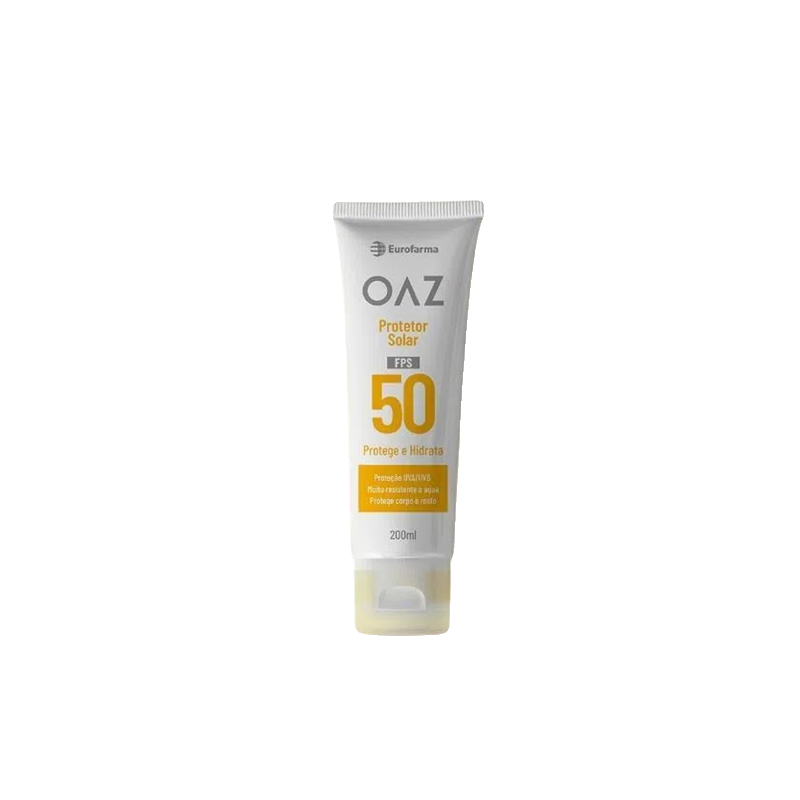 Eurofarma
OAZ
Protetor
Solar
FPS
50
Protege e Hidrata
Proteção UVA/UVB
Muito resistente a água
Protege corpo e rosto
200ml